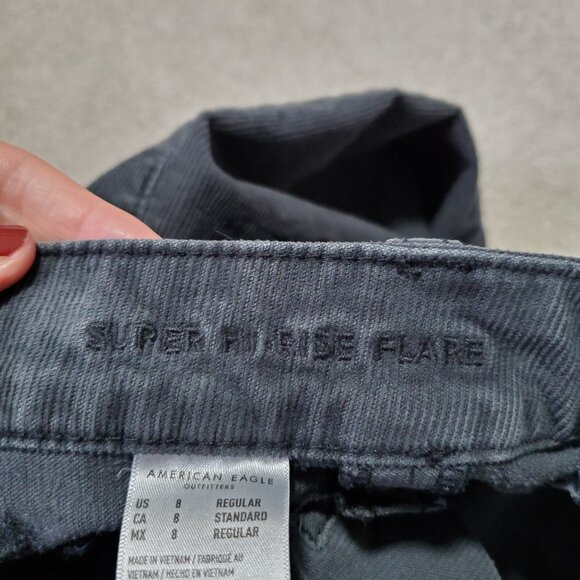 SUPER HI-RISE FLARE
AMERICAN EAGLE
OUTFITTERS
US 8 REGULAR
CA 8 STANDARD
MX 8 REGULAR
MADE IN VIETNAM / FABRIQUÉ AU
VIETNAM / HECHO EN VIETNAM